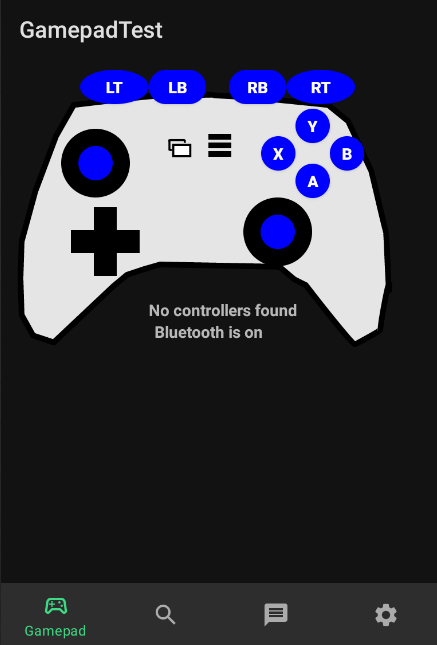 GamepadTest
LT LB RB RT
Y
X B
A
No controllers found
Bluetooth is on
Gamepad